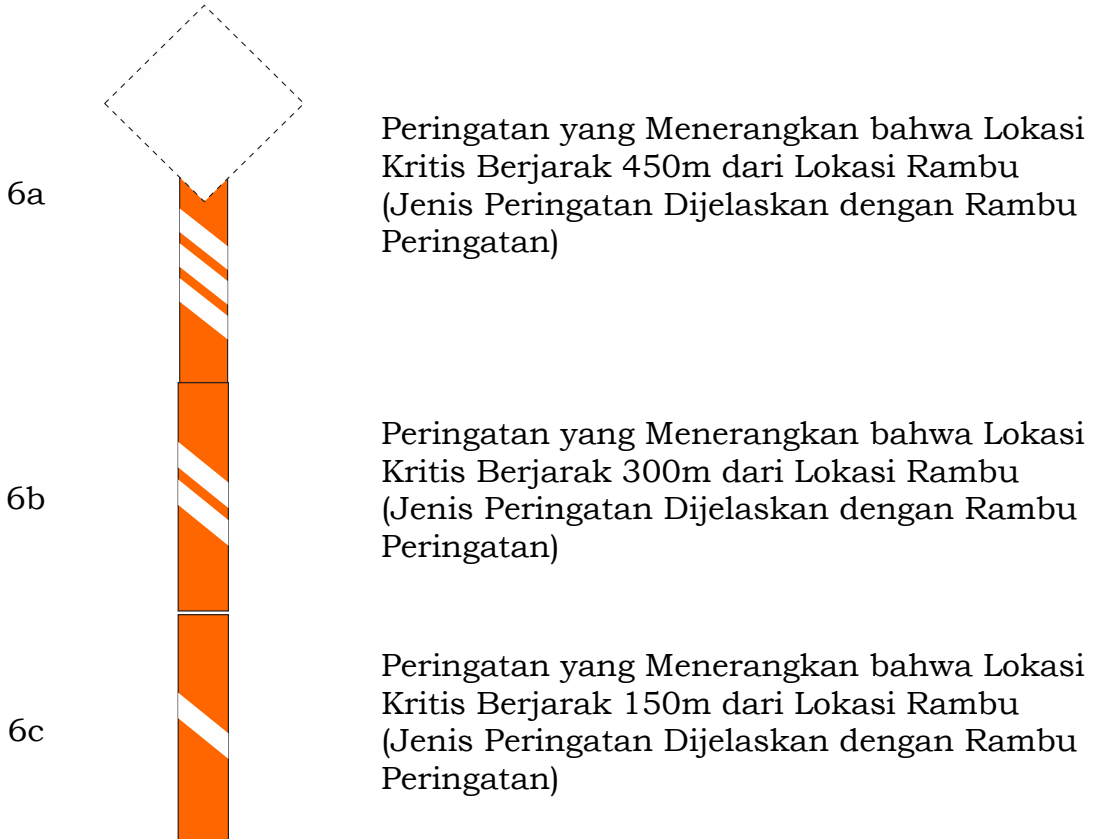 6a
Peringatan yang Menerangkan bahwa Lokasi
Kritis Berjarak 450m dari Lokasi Rambu
(Jenis Peringatan Dijelaskan dengan Rambu
Peringatan)
6b
Peringatan yang Menerangkan bahwa Lokasi
Kritis Berjarak 300m dari Lokasi Rambu
(Jenis Peringatan Dijelaskan dengan Rambu
Peringatan)
6c
Peringatan yang Menerangkan bahwa Lokasi
Kritis Berjarak 150m dari Lokasi Rambu
(Jenis Peringatan Dijelaskan dengan Rambu
Peringatan)